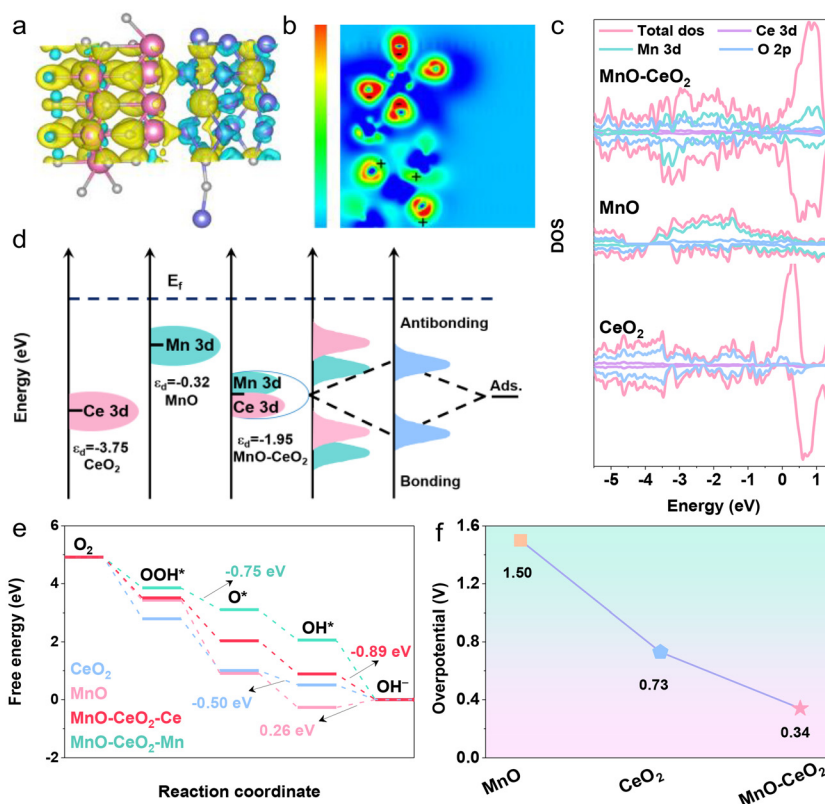 a
b
c
Total dos
Ce 3d
Mn 3d
O 2p
MnO-CeO₂
MnO
CeO₂
DOS
-5 -4 -3 -2 -1 0 1
Energy (eV)
d
E_f
Energy (eV)
Mn 3d
ε_d=-0.32
MnO
Ce 3d
ε_d=-3.75
CeO₂
Mn 3d
Ce 3d
ε_d=-1.95
MnO-CeO₂
Antibonding
Ads.
Bonding
e
Free energy (eV)
6
4
2
0
-2
O₂
OOH*
-0.75 eV
O*
OH*
-0.89 eV
OH⁻
-0.50 eV
0.26 eV
CeO₂
MnO
MnO-CeO₂-Ce
MnO-CeO₂-Mn
Reaction coordinate
f
Overpotential (V)
1.6
1.2
0.8
0.4
0.0
1.50
0.73
0.34
MnO
CeO₂
MnO-CeO₂